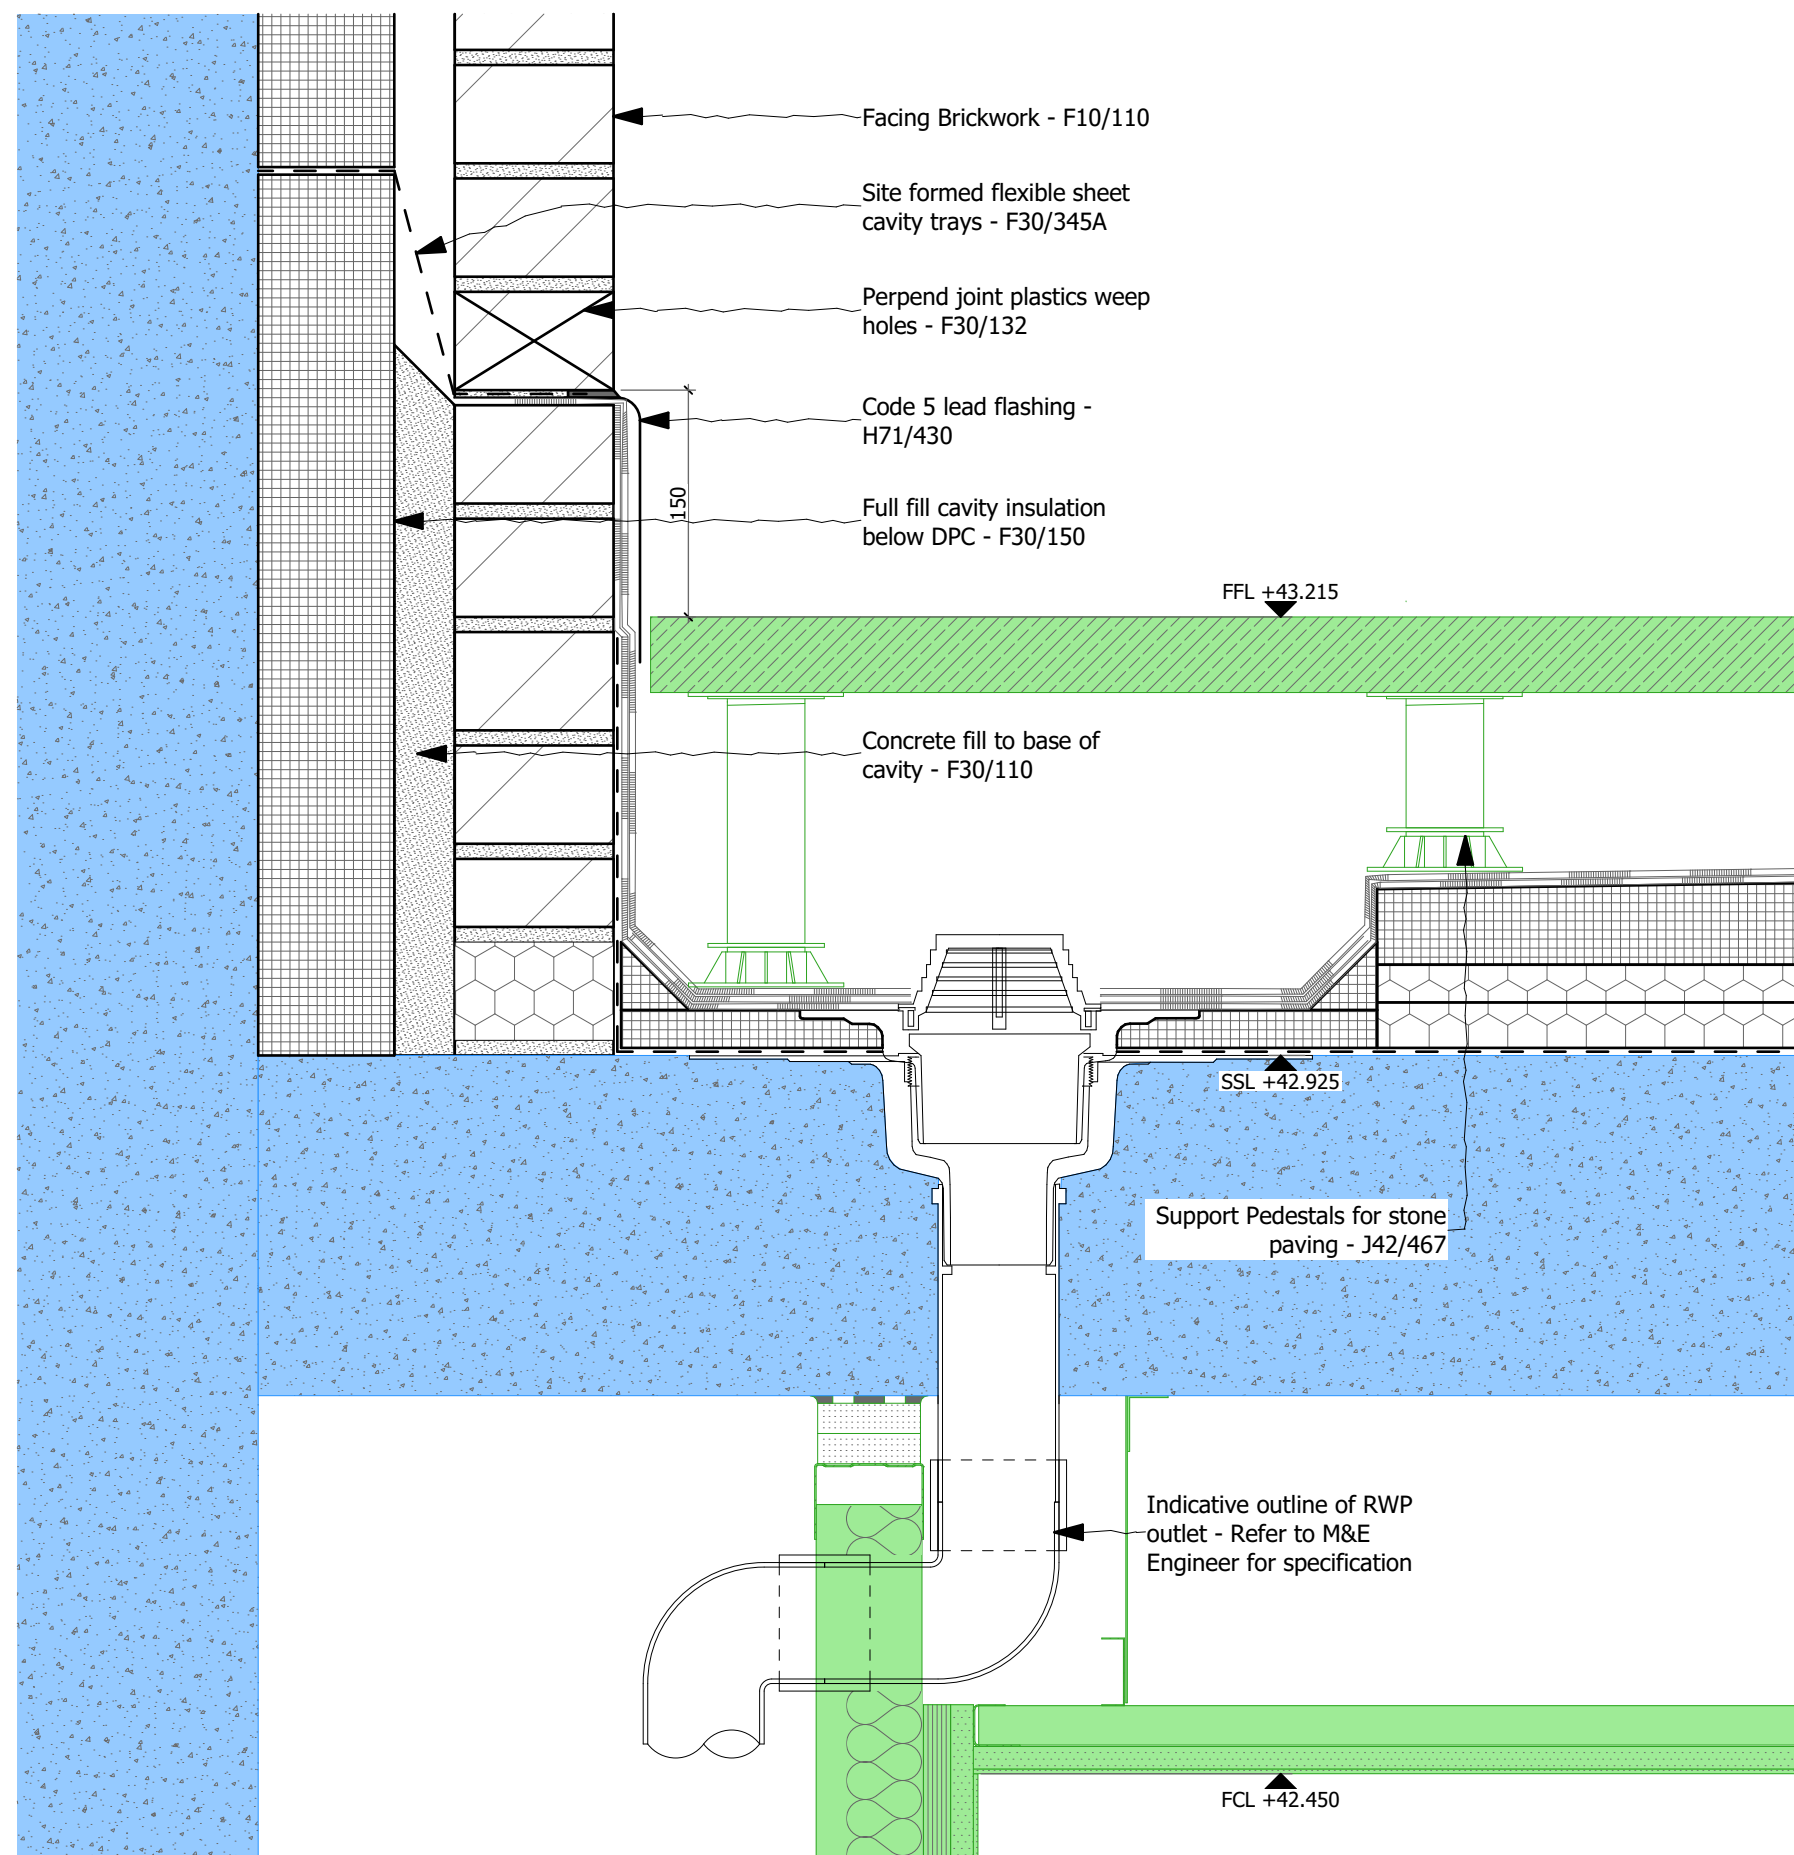 Facing Brickwork - F10/110
Site formed flexible sheet
cavity trays - F30/345A
Perpend joint plastics weep
holes - F30/132
Code 5 lead flashing -
H71/430
150
Full fill cavity insulation
below DPC - F30/150
FFL +43.215
Concrete fill to base of
cavity - F30/110
SSL +42.925
Support Pedestals for stone
paving - J42/467
Indicative outline of RWP
outlet - Refer to M&E
Engineer for specification
FCL +42.450